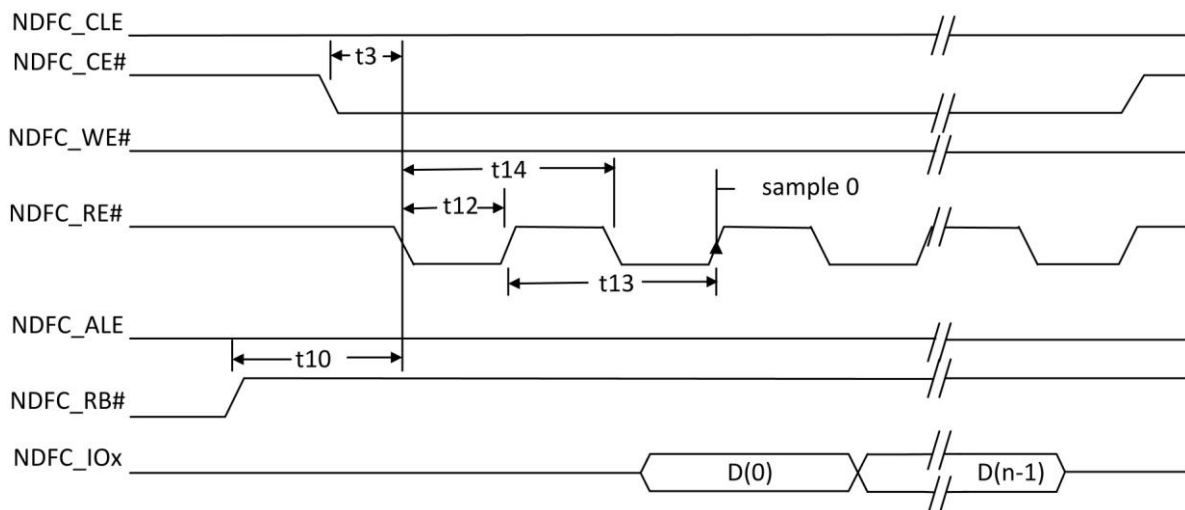 NDFC_CLE
t3
NDFC_CE#
NDFC_WE#
t14
sample 0
t12
NDFC_RE#
t13
NDFC_ALE
t10
NDFC_RB#
NDFC_IOx
D(0)
D(n-1)